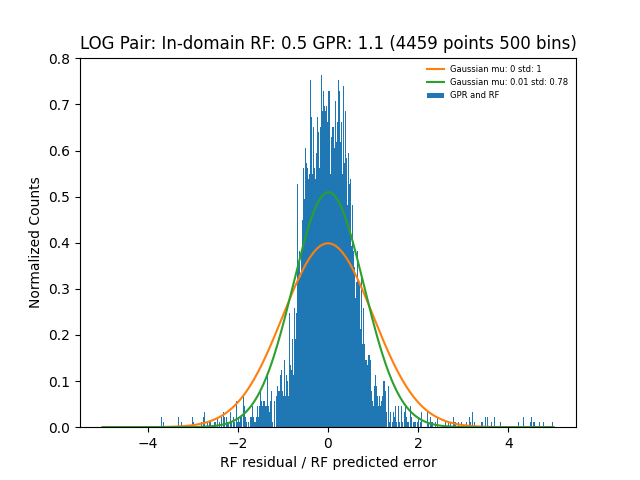 LOG Pair: In-domain RF: 0.5 GPR: 1.1 (4459 points 500 bins)
Gaussian mu: 0 std: 1
Gaussian mu: 0.01 std: 0.78
GPR and RF
Normalized Counts
0.8
0.7
0.6
0.5
0.4
0.3
0.2
0.1
0.0
−4 −2 0 2 4
RF residual / RF predicted error